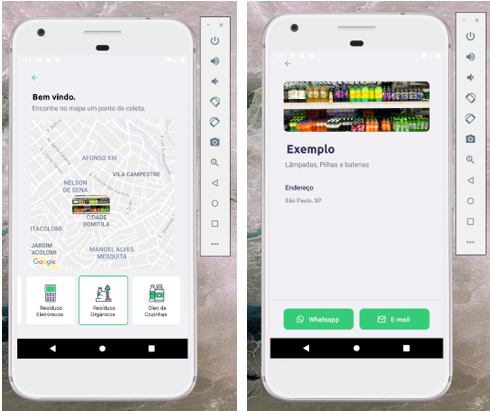 Bem vindo.
Encontre no mapa um ponto de coleta.
AFONSO XIII
VILA CAMPESTRE
NELSON
DE SENA
CIDADE
DOMITILA
ITACOLOMI
JARDIM
ITACOLOMI
MANOEL ALVES
MESQUITA
Google
Resíduos
Eletrônicos
Resíduos
Orgânicos
Óleo de
Cozinhas
Exemplo
Lâmpadas, Pilhas e baterias
Endereço
São Paulo, SP
Whatsapp
E-mail